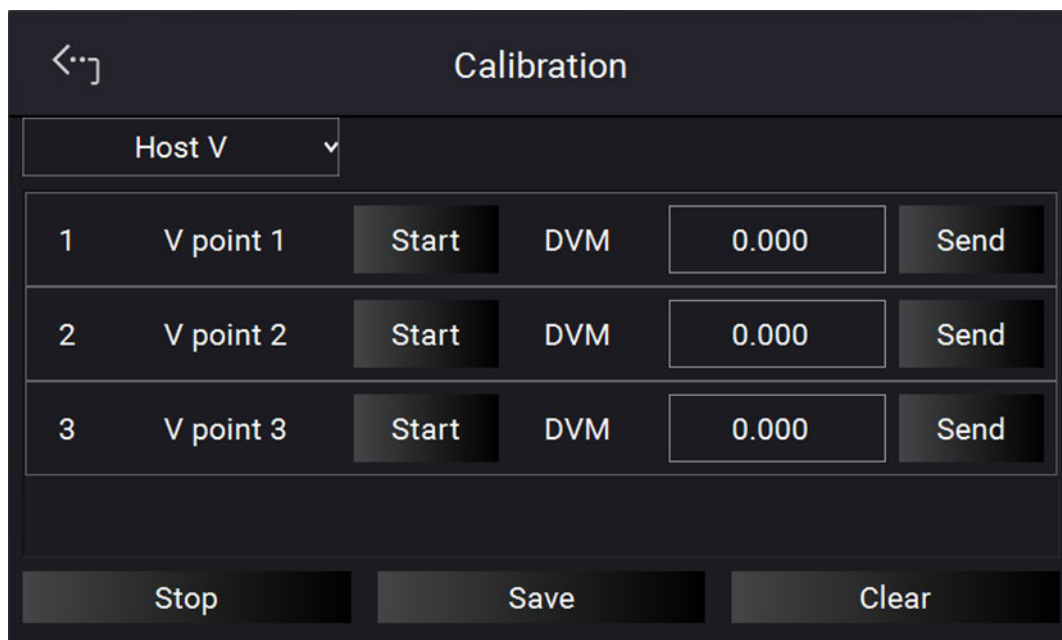 Calibration
Host V
1 V point 1 Start DVM 0.000 Send
2 V point 2 Start DVM 0.000 Send
3 V point 3 Start DVM 0.000 Send
Stop Save Clear